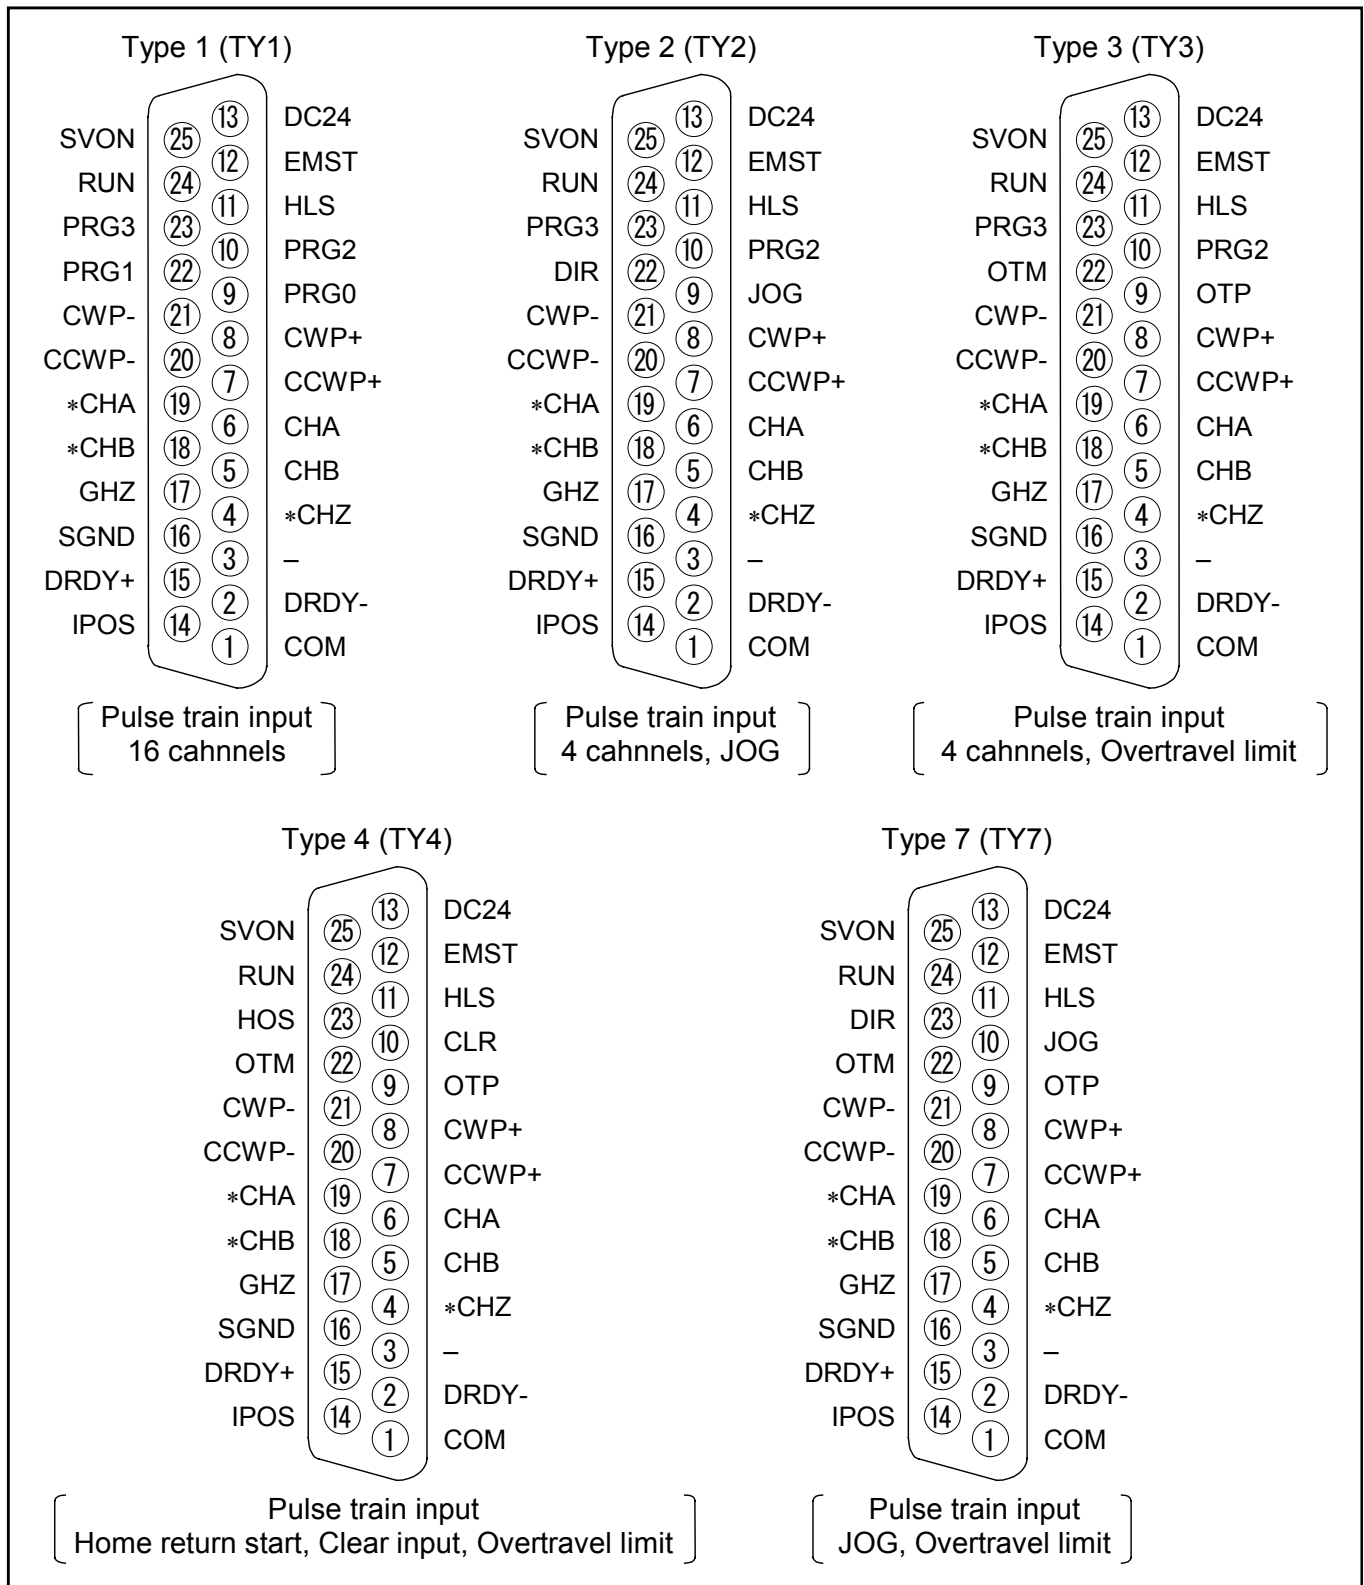 Type 1 (TY1)
SVON 25 13 DC24
RUN 24 12 EMST
PRG3 23 11 HLS
PRG1 22 10 PRG2
CWP- 21 9 PRG0
CCWP- 20 8 CWP+
*CHA 19 7 CCWP+
*CHB 18 6 CHA
GHZ 17 5 CHB
SGND 16 4 *CHZ
DRDY+ 15 3 –
IPOS 14 2 DRDY-
1 COM
Pulse train input
16 cahnnels
Type 2 (TY2)
SVON 25 13 DC24
RUN 24 12 EMST
PRG3 23 11 HLS
DIR 22 10 PRG2
CWP- 21 9 JOG
CCWP- 20 8 CWP+
*CHA 19 7 CCWP+
*CHB 18 6 CHA
GHZ 17 5 CHB
SGND 16 4 *CHZ
DRDY+ 15 3 –
IPOS 14 2 DRDY-
1 COM
Pulse train input
4 cahnnels, JOG
Type 3 (TY3)
SVON 25 13 DC24
RUN 24 12 EMST
PRG3 23 11 HLS
OTM 22 10 PRG2
CWP- 21 9 OTP
CCWP- 20 8 CWP+
*CHA 19 7 CCWP+
*CHB 18 6 CHA
GHZ 17 5 CHB
SGND 16 4 *CHZ
DRDY+ 15 3 –
IPOS 14 2 DRDY-
1 COM
Pulse train input
4 cahnnels, Overtravel limit
Type 4 (TY4)
SVON 25 13 DC24
RUN 24 12 EMST
HOS 23 11 HLS
OTM 22 10 CLR
CWP- 21 9 OTP
CCWP- 20 8 CWP+
*CHA 19 7 CCWP+
*CHB 18 6 CHA
GHZ 17 5 CHB
SGND 16 4 *CHZ
DRDY+ 15 3 –
IPOS 14 2 DRDY-
1 COM
Pulse train input
Home return start, Clear input, Overtravel limit
Type 7 (TY7)
SVON 25 13 DC24
RUN 24 12 EMST
DIR 23 11 HLS
OTM 22 10 JOG
CWP- 21 9 OTP
CCWP- 20 8 CWP+
*CHA 19 7 CCWP+
*CHB 18 6 CHA
GHZ 17 5 CHB
SGND 16 4 *CHZ
DRDY+ 15 3 –
IPOS 14 2 DRDY-
1 COM
Pulse train input
JOG, Overtravel limit